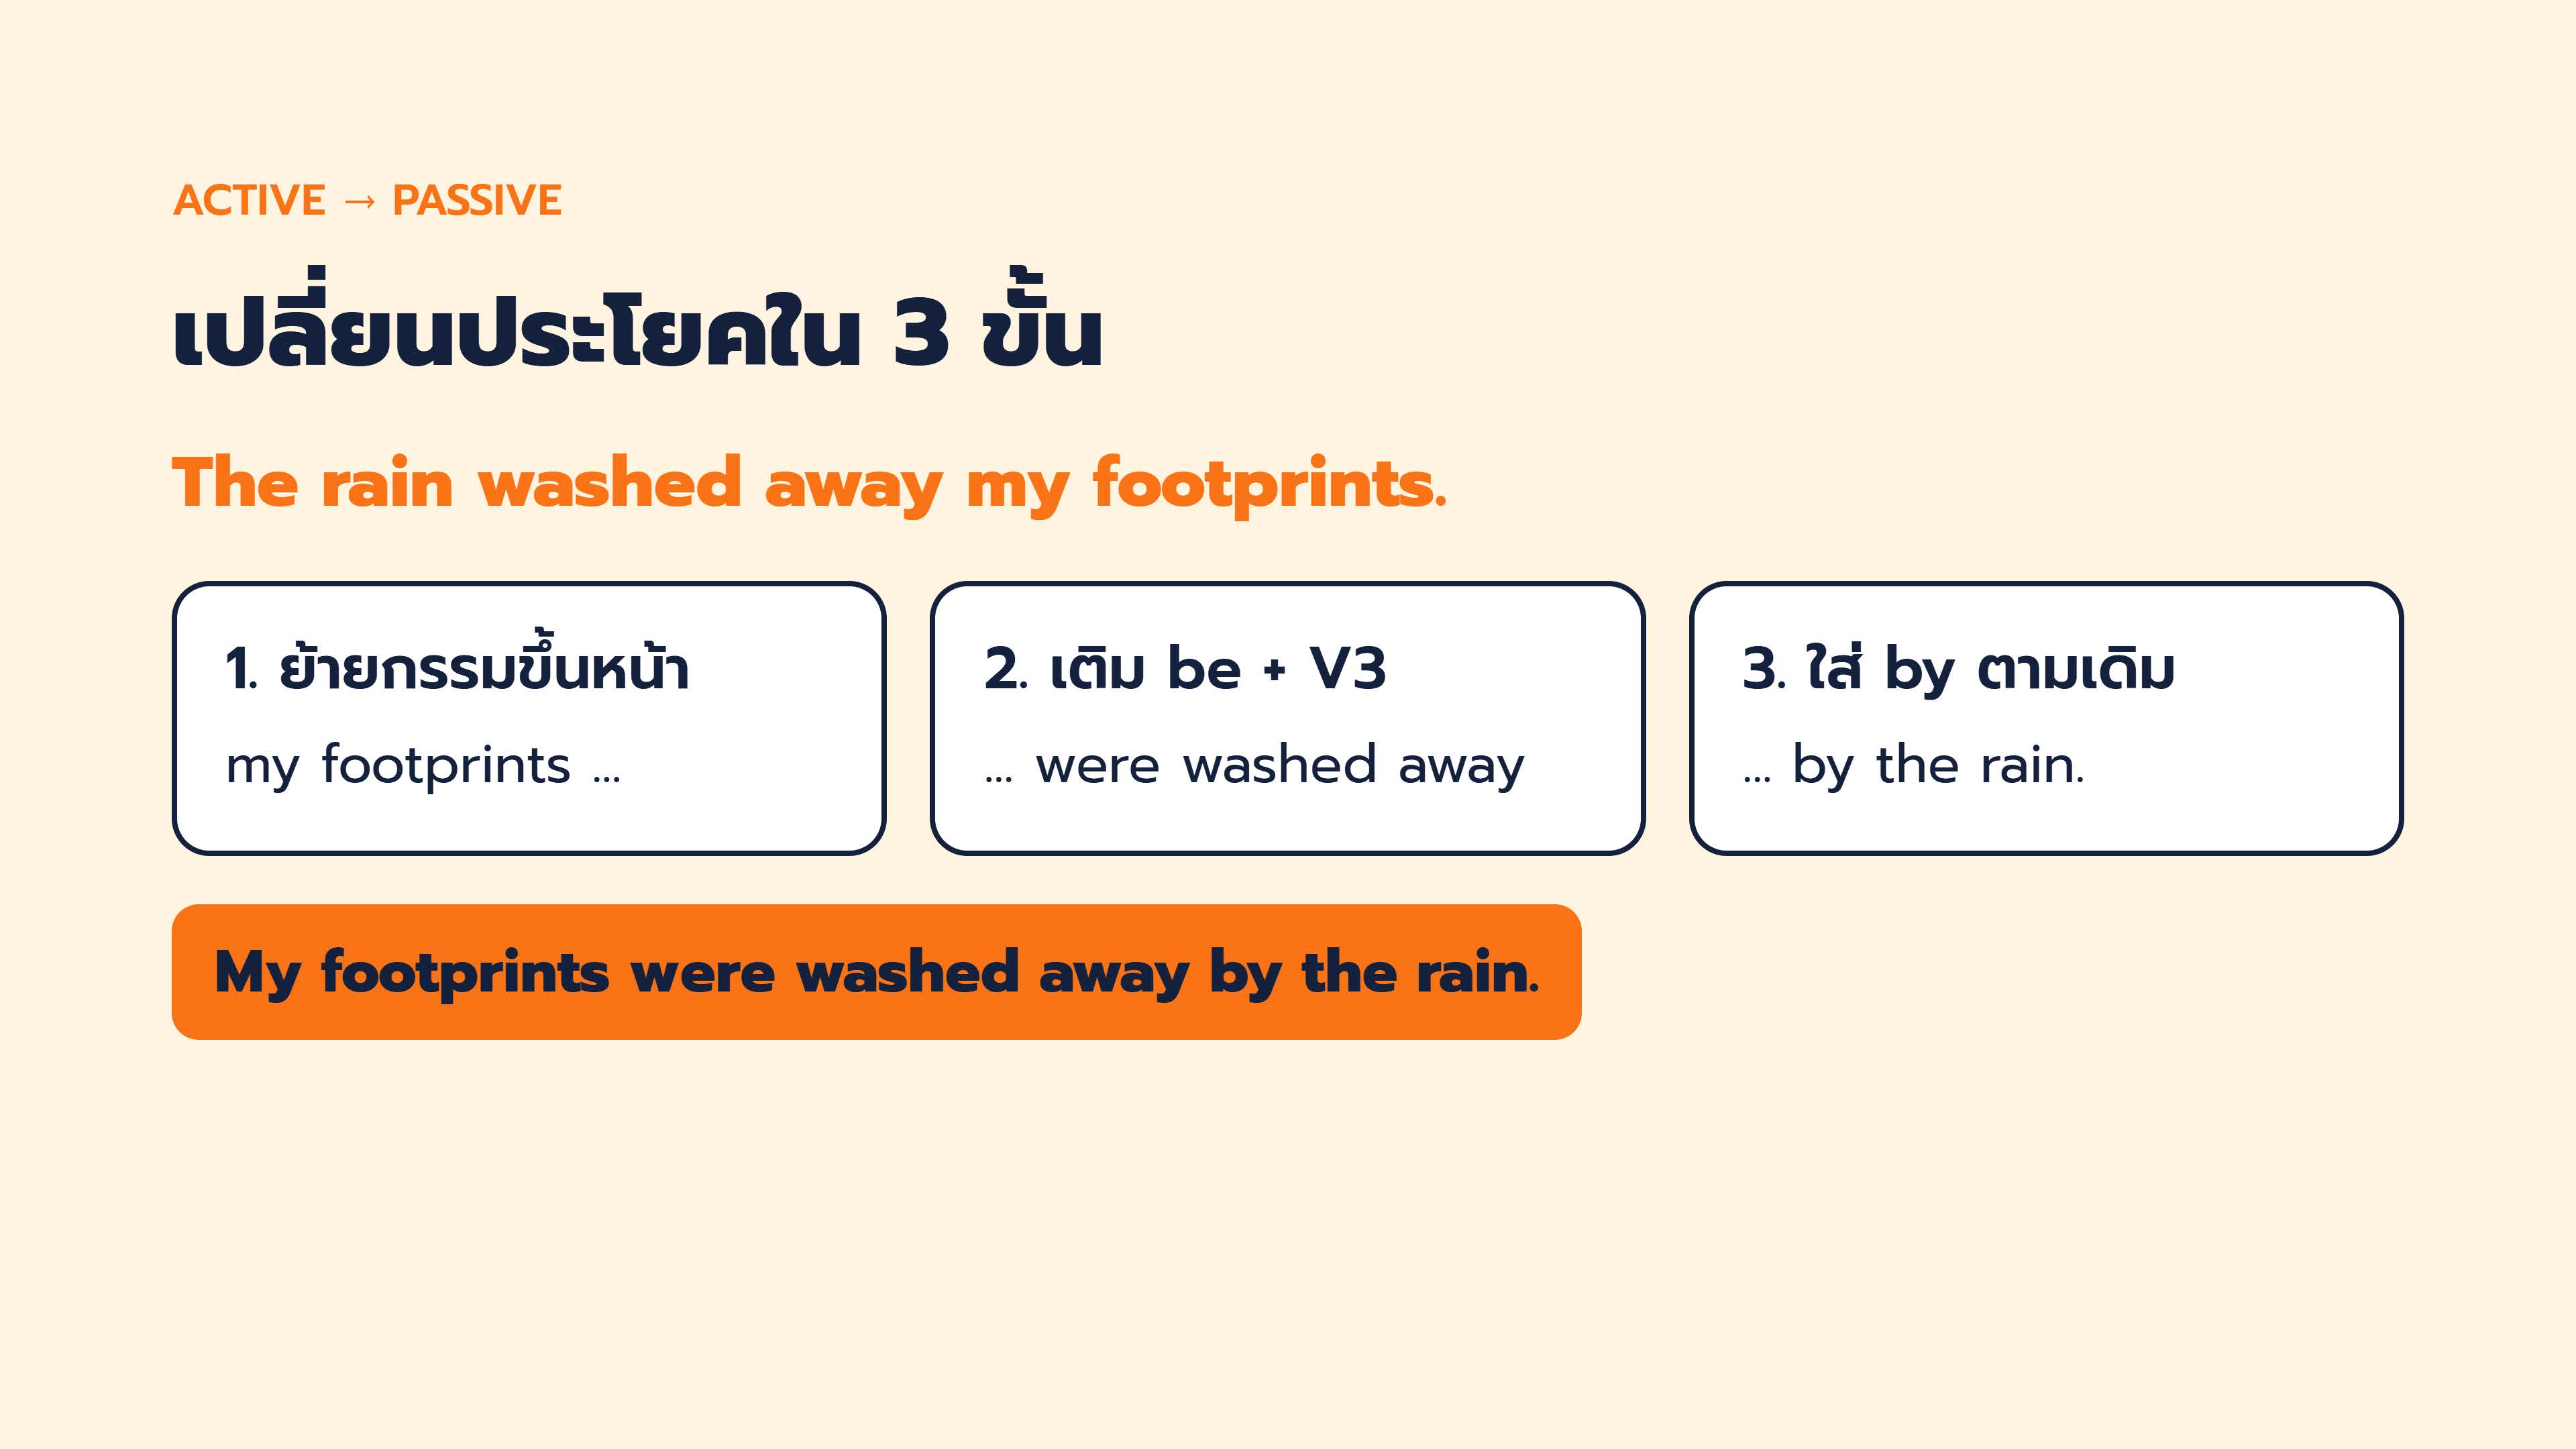 ACTIVE → PASSIVE
เปลี่ยนประโยคใน 3 ขั้น
The rain washed away my footprints.
1. ย้ายกรรมขึ้นหน้า
my footprints ...
2. เติม be + V3
... were washed away
3. ใส่ by ตามเดิม
... by the rain.
My footprints were washed away by the rain.